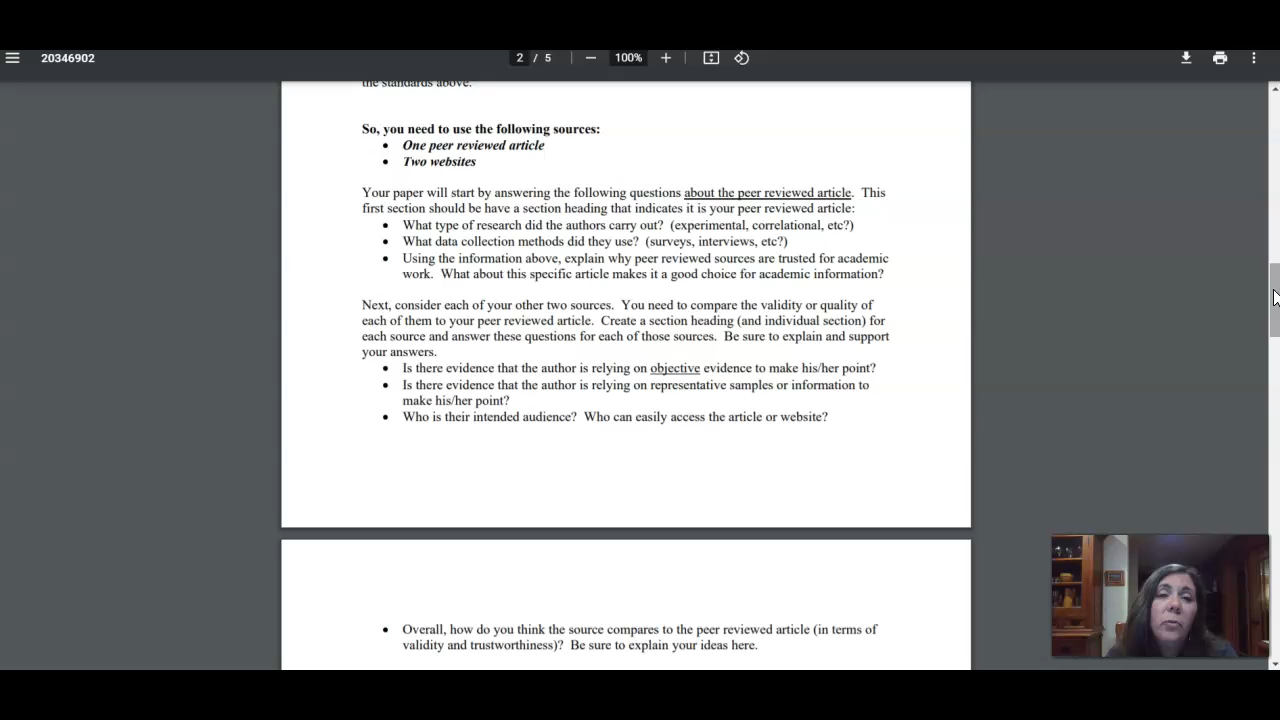 20346902
2 / 5
100%
the standards above.
So, you need to use the following sources:
• One peer reviewed article
• Two websites
Your paper will start by answering the following questions about the peer reviewed article. This
first section should be have a section heading that indicates it is your peer reviewed article:
• What type of research did the authors carry out? (experimental, correlational, etc?)
• What data collection methods did they use? (surveys, interviews, etc?)
• Using the information above, explain why peer reviewed sources are trusted for academic
work. What about this specific article makes it a good choice for academic information?
Next, consider each of your other two sources. You need to compare the validity or quality of
each of them to your peer reviewed article. Create a section heading (and individual section) for
each source and answer these questions for each of those sources. Be sure to explain and support
your answers.
• Is there evidence that the author is relying on objective evidence to make his/her point?
• Is there evidence that the author is relying on representative samples or information to
make his/her point?
• Who is their intended audience? Who can easily access the article or website?
• Overall, how do you think the source compares to the peer reviewed article (in terms of
validity and trustworthiness)? Be sure to explain your ideas here.